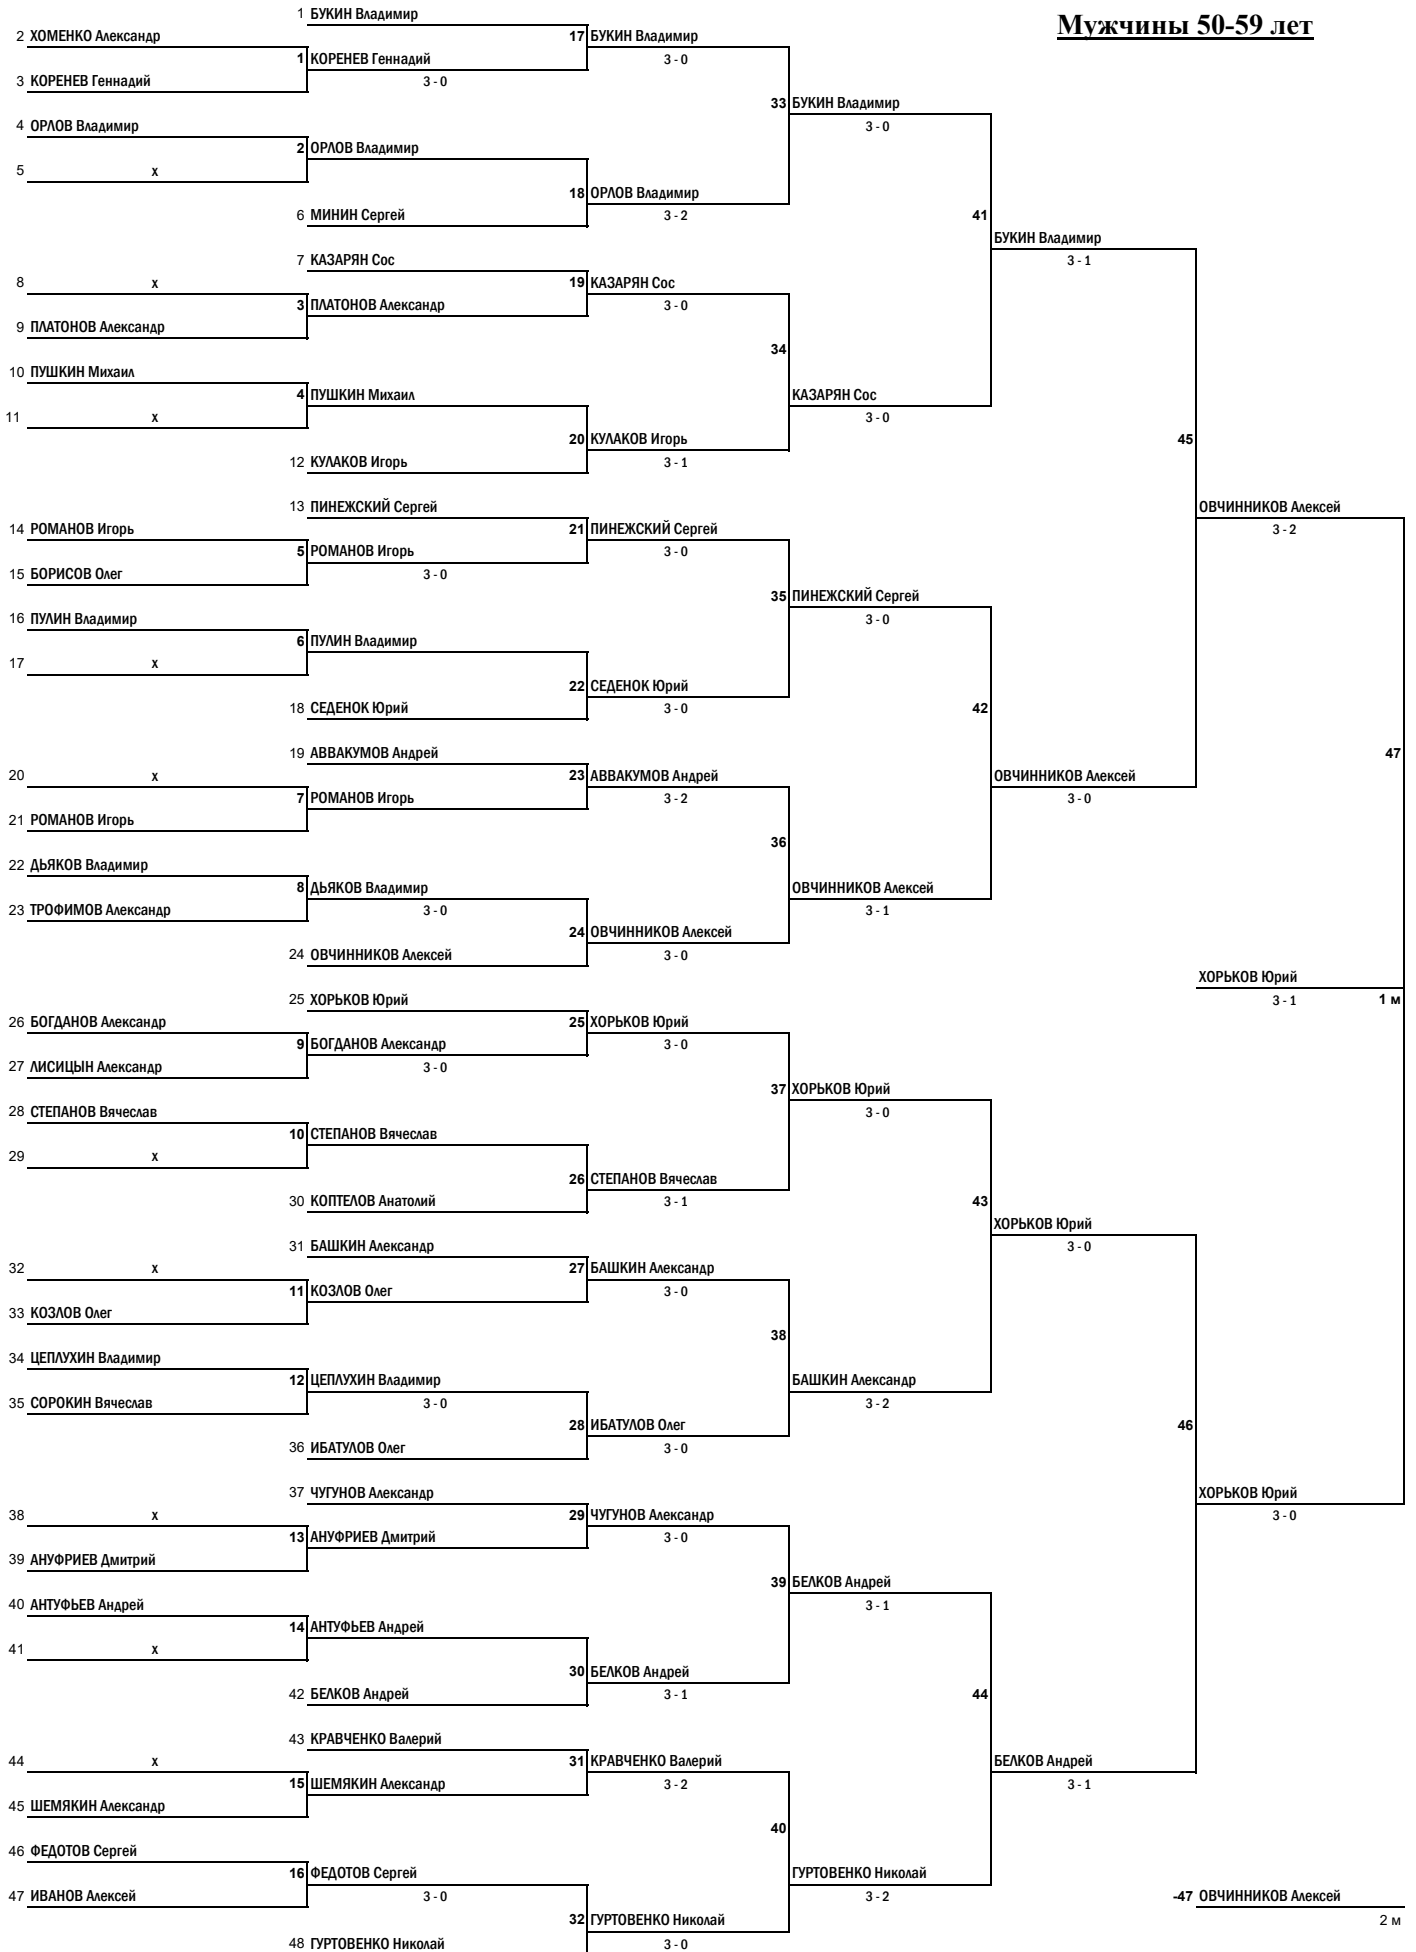 Мужчины 50-59 лет
1 БУКИН Владимир
2 ХОМЕНКО Александр
17 БУКИН Владимир
1 КОРЕНЕВ Геннадий
3 - 0
3 КОРЕНЕВ Геннадий
3 - 0
33 БУКИН Владимир
4 ОРЛОВ Владимир
3 - 0
2 ОРЛОВ Владимир
5 х
18 ОРЛОВ Владимир
6 МИНИН Сергей
3 - 2
41
БУКИН Владимир
7 КАЗАРЯН Сос
3 - 1
8 х
19 КАЗАРЯН Сос
3 ПЛАТОНОВ Александр
3 - 0
9 ПЛАТОНОВ Александр
34
10 ПУШКИН Михаил
4 ПУШКИН Михаил
КАЗАРЯН Сос
11 х
3 - 0
20 КУЛАКОВ Игорь
45
12 КУЛАКОВ Игорь
3 - 1
13 ПИНЕЖСКИЙ Сергей
ОВЧИННИКОВ Алексей
14 РОМАНОВ Игорь
21 ПИНЕЖСКИЙ Сергей
3 - 2
5 РОМАНОВ Игорь
3 - 0
15 БОРИСОВ Олег
3 - 0
35 ПИНЕЖСКИЙ Сергей
16 ПУЛИН Владимир
3 - 0
6 ПУЛИН Владимир
17 х
22 СЕДЕНОК Юрий
18 СЕДЕНОК Юрий
3 - 0
42
19 АВВАКУМОВ Андрей
47
20 х
23 АВВАКУМОВ Андрей
ОВЧИННИКОВ Алексей
7 РОМАНОВ Игорь
3 - 2
3 - 0
21 РОМАНОВ Игорь
36
22 ДЬЯКОВ Владимир
8 ДЬЯКОВ Владимир
ОВЧИННИКОВ Алексей
23 ТРОФИМОВ Александр
3 - 0
3 - 1
24 ОВЧИННИКОВ Алексей
24 ОВЧИННИКОВ Алексей
3 - 0
ХОРЬКОВ Юрий
25 ХОРЬКОВ Юрий
3 - 1 1 м
26 БОГДАНОВ Александр
25 ХОРЬКОВ Юрий
9 БОГДАНОВ Александр
3 - 0
27 ЛИСИЦЫН Александр
3 - 0
37 ХОРЬКОВ Юрий
28 СТЕПАНОВ Вячеслав
3 - 0
10 СТЕПАНОВ Вячеслав
29 х
26 СТЕПАНОВ Вячеслав
30 КОПТЕЛОВ Анатолий
3 - 1
43
ХОРЬКОВ Юрий
31 БАШКИН Александр
3 - 0
32 х
27 БАШКИН Александр
11 КОЗЛОВ Олег
3 - 0
33 КОЗЛОВ Олег
38
34 ЦЕПЛУХИН Владимир
12 ЦЕПЛУХИН Владимир
БАШКИН Александр
35 СОРОКИН Вячеслав
3 - 0
3 - 2
28 ИБАТУЛОВ Олег
46
36 ИБАТУЛОВ Олег
3 - 0
37 ЧУГУНОВ Александр
ХОРЬКОВ Юрий
38 х
29 ЧУГУНОВ Александр
3 - 0
13 АНУФРИЕВ Дмитрий
3 - 0
39 АНУФРИЕВ Дмитрий
39 БЕЛКОВ Андрей
40 АНТУФЬЕВ Андрей
3 - 1
14 АНТУФЬЕВ Андрей
41 х
30 БЕЛКОВ Андрей
42 БЕЛКОВ Андрей
3 - 1
44
43 КРАВЧЕНКО Валерий
44 х
31 КРАВЧЕНКО Валерий
БЕЛКОВ Андрей
15 ШЕМЯКИН Александр
3 - 2
3 - 1
45 ШЕМЯКИН Александр
40
46 ФЕДОТОВ Сергей
16 ФЕДОТОВ Сергей
ГУРТОВЕНКО Николай
47 ИВАНОВ Алексей
3 - 0
3 - 2
-47 ОВЧИННИКОВ Алексей
32 ГУРТОВЕНКО Николай
2 м
48 ГУРТОВЕНКО Николай
3 - 0